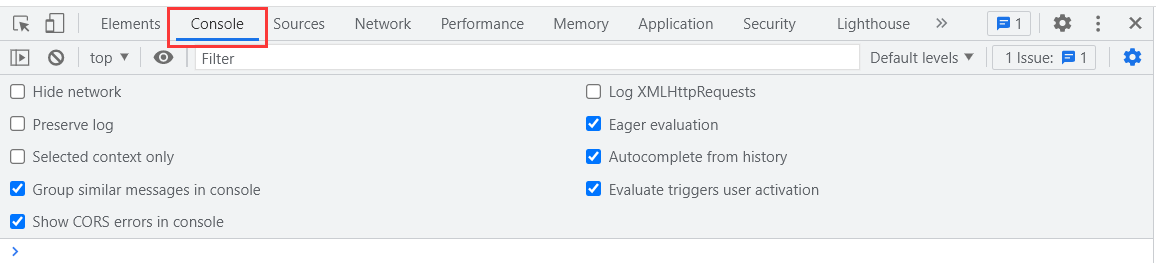 Elements Console Sources Network Performance Memory Application Security Lighthouse » 1
top Filter Default levels 1 Issue: 1
Hide network Log XMLHttpRequests
Preserve log Eager evaluation
Selected context only Autocomplete from history
Group similar messages in console Evaluate triggers user activation
Show CORS errors in console